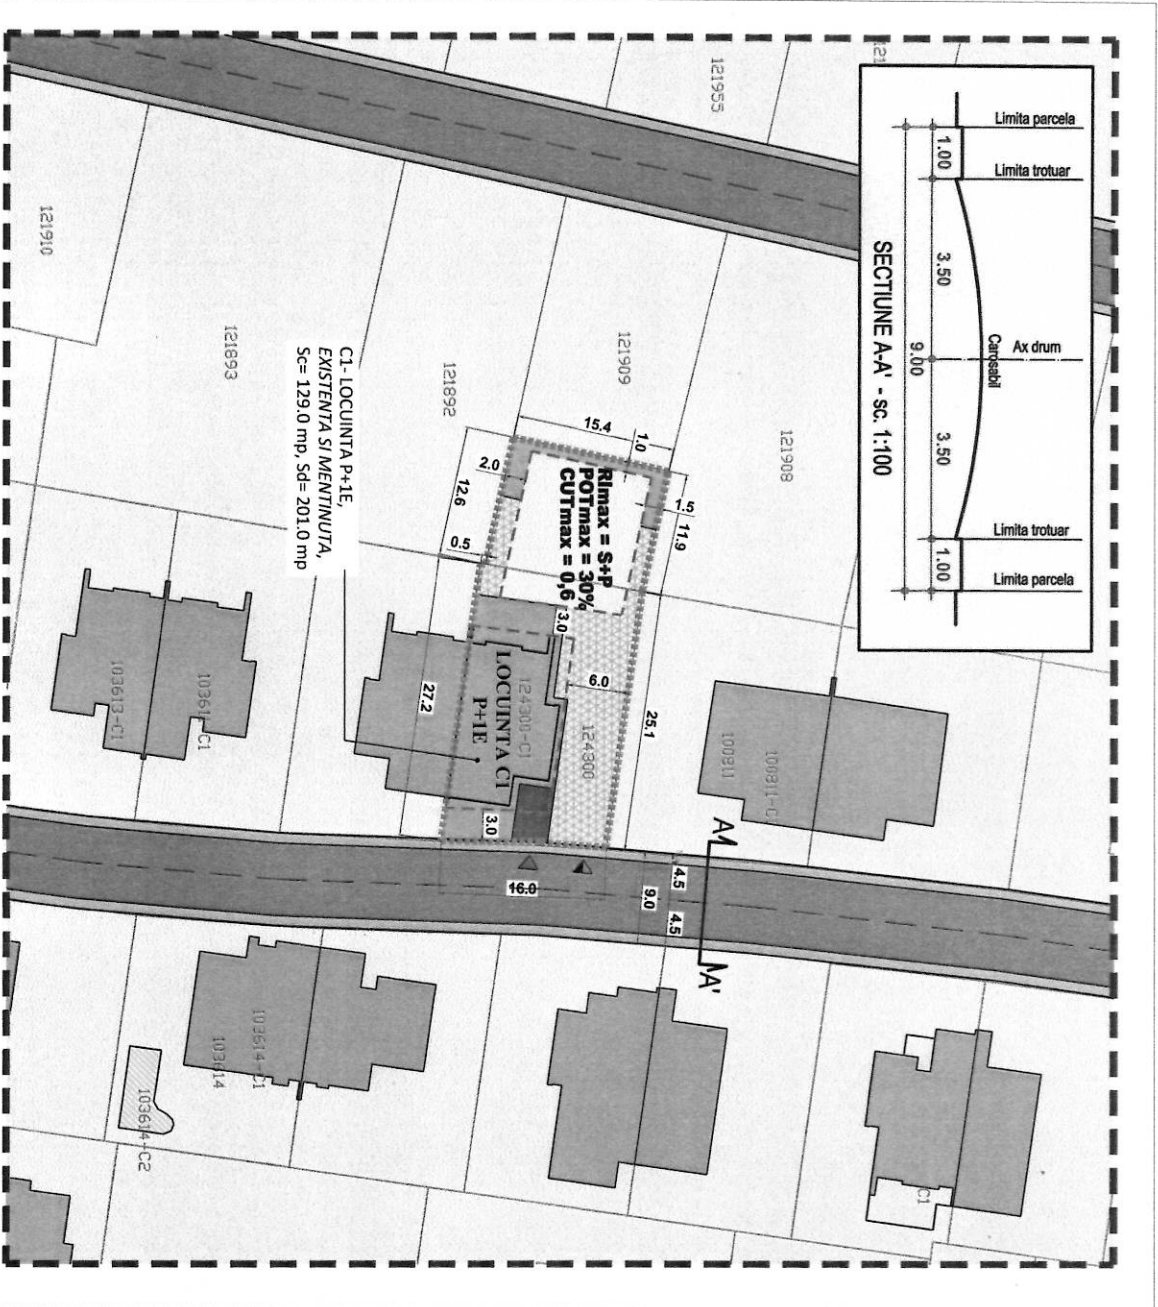 Limita parcela
1.00
Limita trotuar
3.50
Carosabil
Ax drum
9.00
3.50
Limita trotuar
1.00
Limita parcela
SECTIUNE A-A' - sc. 1:100
121955
121910
121893
121892
121909
121908
15.4
1.0
2.0
12.6
0.5
1.5
11.9
RImax = S+P
POTmax = 30%
CUTmax = 0,6
C1- LOCUINTA P+1E,
EXISTENTA SI MENTINUTA,
Sc= 129.0 mp, Sd= 201.0 mp
3.0
6.0
25.1
27.2
124300-C1
LOCUINTA C1
P+1E
124300
3.0
16.0
4.5
9.0
4.5
A
A'
100811
103613-C1
103614-C1
103614
103614-C2
C1